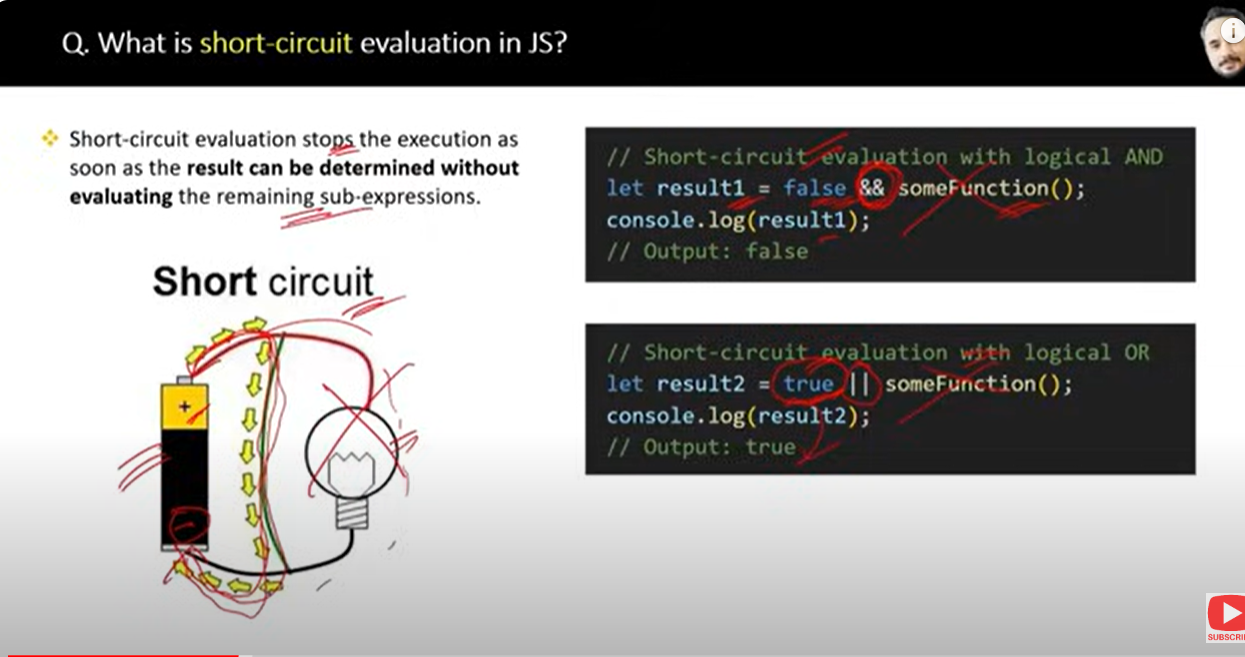 Q. What is short-circuit evaluation in JS?
Short-circuit evaluation stops the execution as
soon as the result can be determined without
evaluating the remaining sub-expressions.
Short circuit
+
-
// Short-circuit evaluation with logical AND
let result1 = false && someFunction();
console.log(result1);
// Output: false
// Short-circuit evaluation with logical OR
let result2 = true || someFunction();
console.log(result2);
// Output: true
i
SUBSCRI